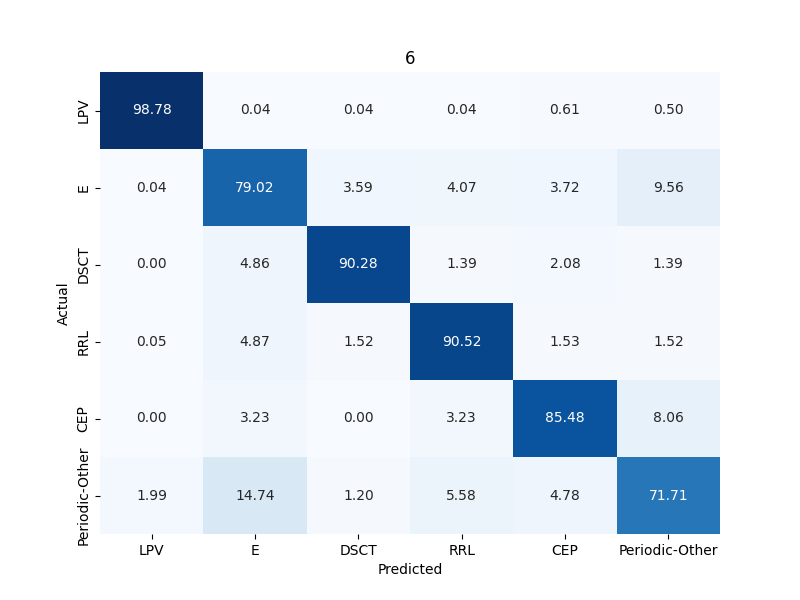 6
LPV 98.78 0.04 0.04 0.04 0.61 0.50
E 0.04 79.02 3.59 4.07 3.72 9.56
DSCT 0.00 4.86 90.28 1.39 2.08 1.39
Actual
RRL 0.05 4.87 1.52 90.52 1.53 1.52
CEP 0.00 3.23 0.00 3.23 85.48 8.06
Periodic-Other 1.99 14.74 1.20 5.58 4.78 71.71
LPV E DSCT RRL CEP Periodic-Other
Predicted